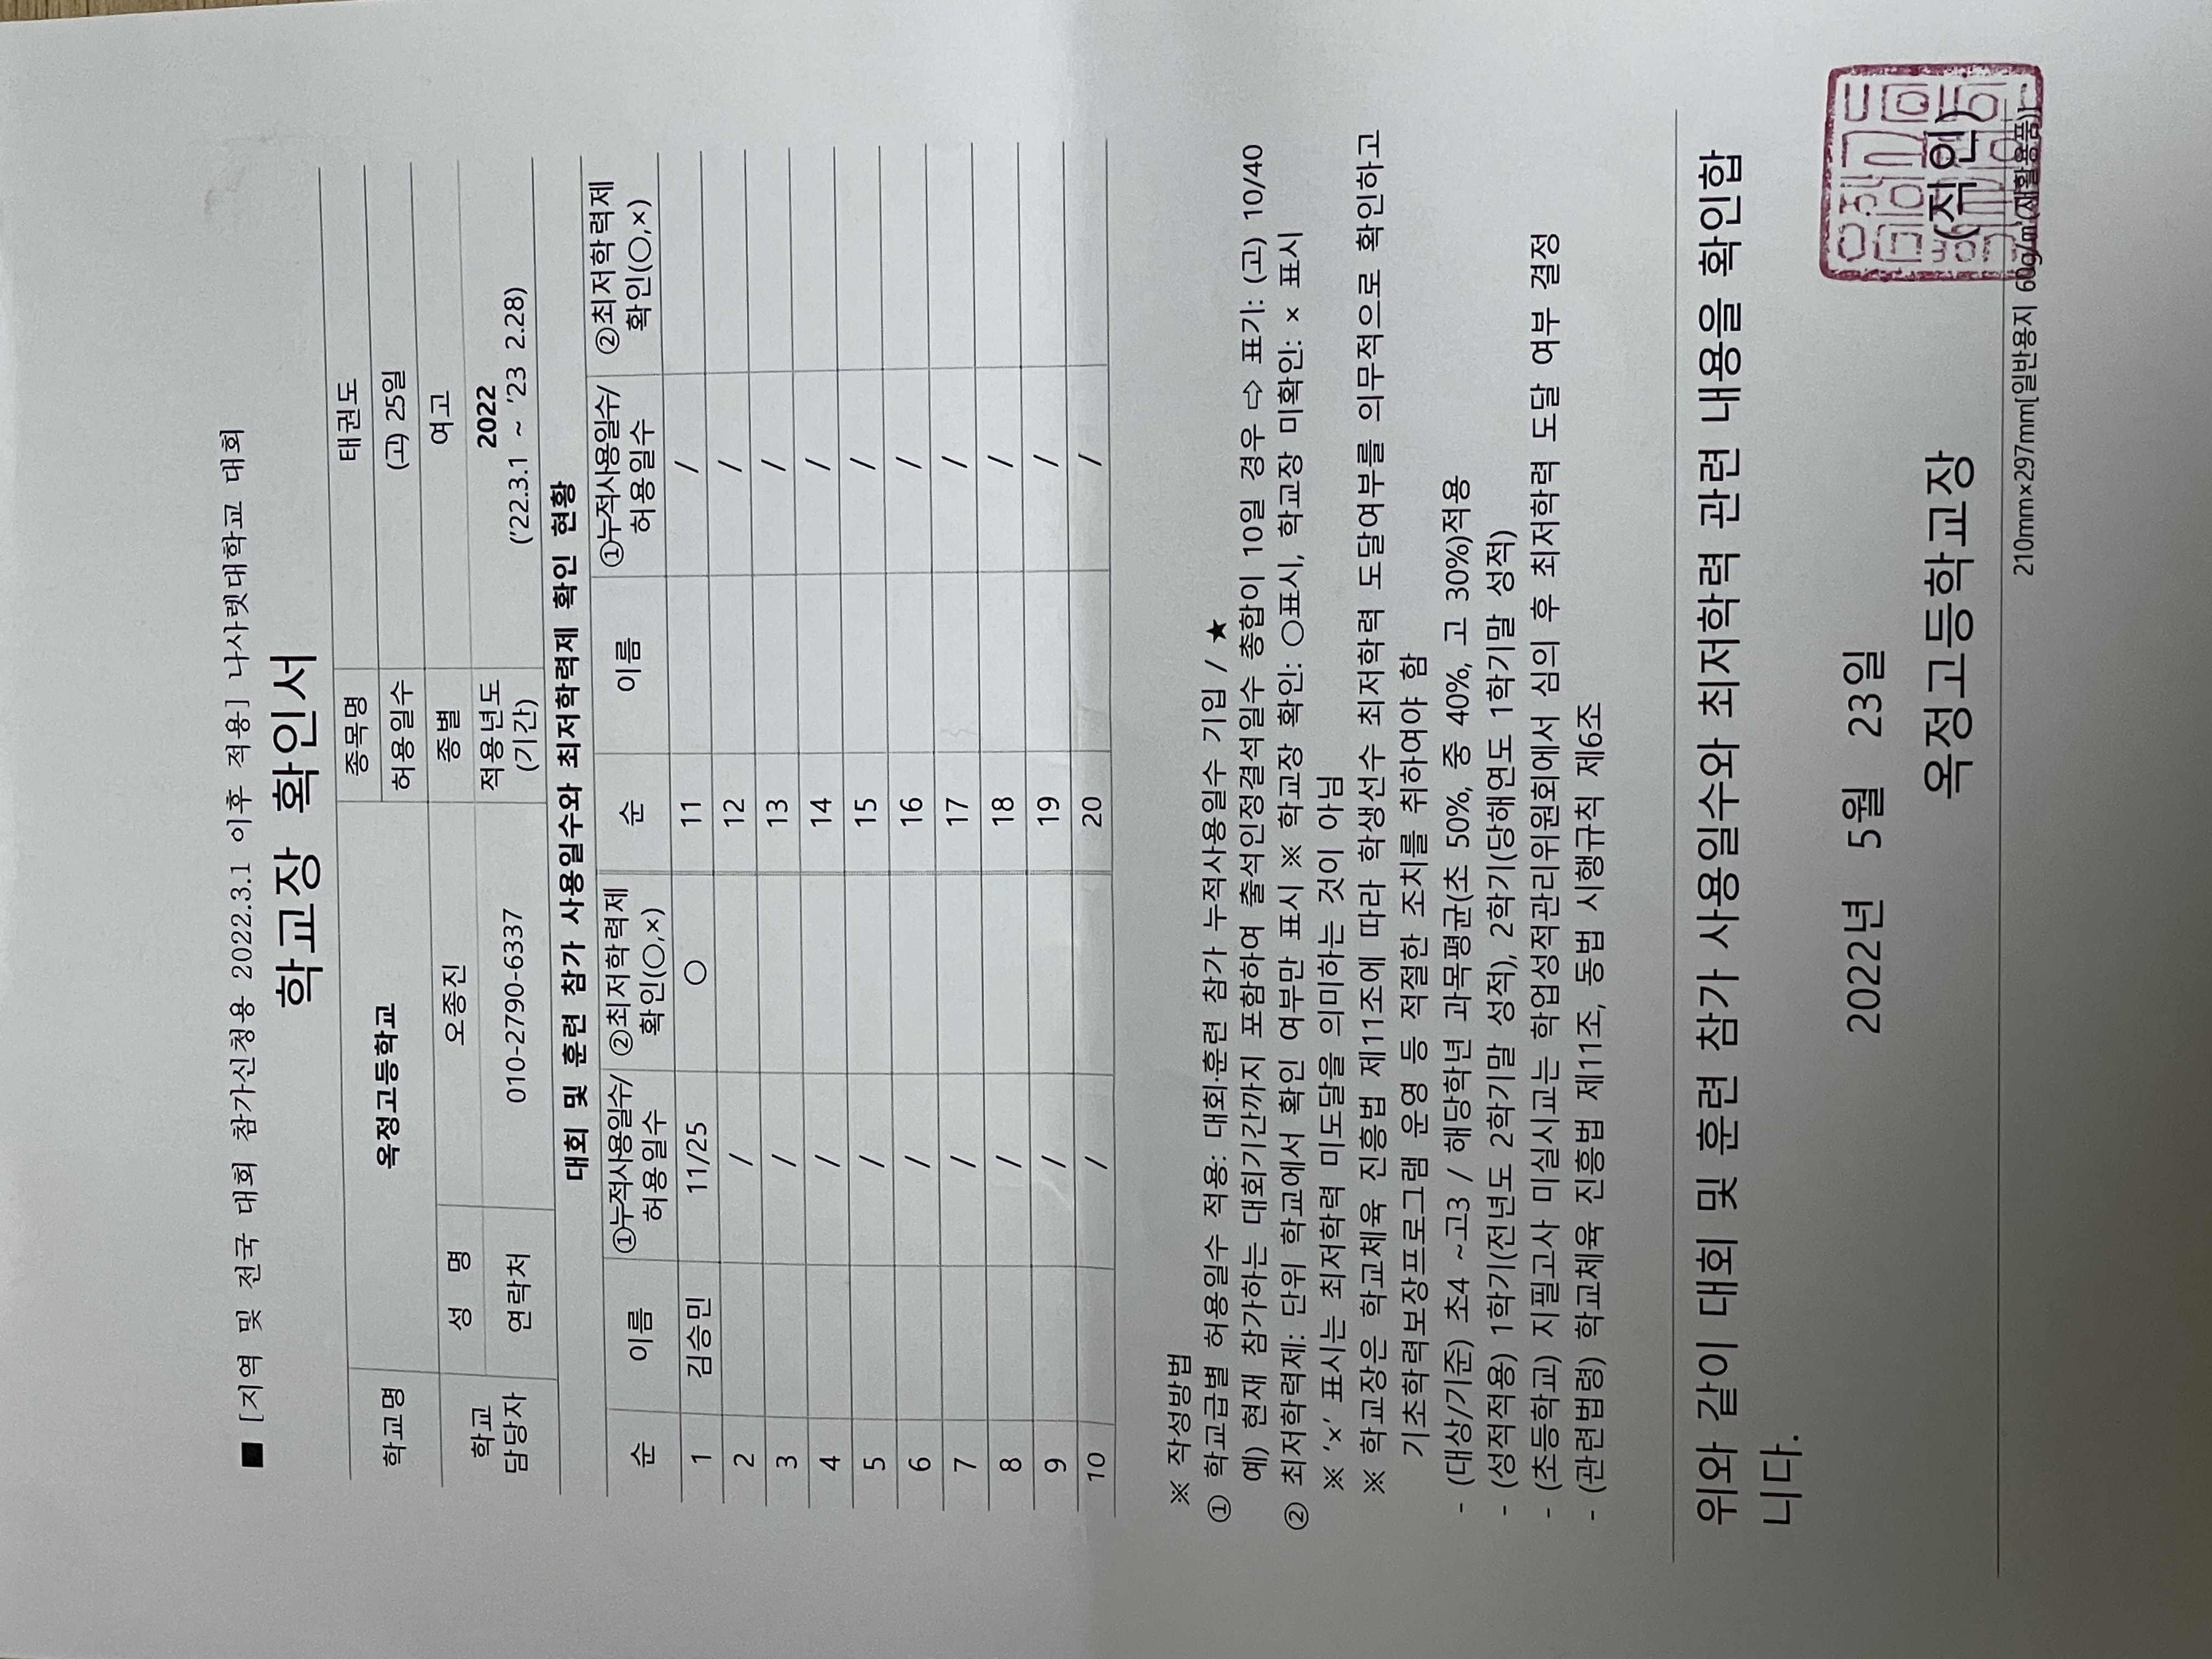 ■ [지역 및 전국 대회 참가신청용 2022.3.1 이후 적용] 나사렛대학교 대회
학교장 확인서
학교명 옥정고등학교 종목명 태권도
허용일수 (고) 25일
학교 담당자 성 명 오종진 종별 여고
연락처 010-2790-6337 적용년도 (기간) 2022
('22.3.1 ~ '23 2.28)
대회 및 훈련 참가 사용일수와 최저학력제 확인 현황
순 이름 ①누적사용일수/허용일수 ②최저학력제 확인(○,×) 순 이름 ①누적사용일수/허용일수 ②최저학력제 확인(○,×)
1 김승민 11/25 ○ 11 /
2 / 12 /
3 / 13 /
4 / 14 /
5 / 15 /
6 / 16 /
7 / 17 /
8 / 18 /
9 / 19 /
10 / 20 /
※ 작성방법
① 학교급별 허용일수 적용: 대회·훈련 참가 누적사용일수 기입 / ★
예) 현재 참가하는 대회기간까지 포함하여 출석인정결석일수 총합이 10일 경우 ⇨ 표기: (고) 10/40
② 최저학력제: 단위 학교에서 확인 여부만 표시 ※ 학교장 확인: ○표시, 학교장 미확인: × 표시
※ '×' 표시는 최저학력 미도달을 의미하는 것이 아님
※ 학교장은 학교체육 진흥법 제11조에 따라 학생선수 최저학력 도달여부를 의무적으로 확인하고
기초학력보장프로그램 운영 등 적절한 조치를 취하여야 함
- (대상/기준) 초4 ~고3 / 해당학년 과목평균(초 50%, 중 40%, 고 30%)적용
- (성적적용) 1학기(전년도 2학기말 성적), 2학기(당해연도 1학기말 성적)
- (초등학교) 지필고사 미실시교는 학업성적관리위원회에서 심의 후 최저학력 도달 여부 결정
- (관련법령) 학교체육 진흥법 제11조, 동법 시행규칙 제6조
위와 같이 대회 및 훈련 참가 사용일수와 최저학력 관련 내용을 확인합
니다.
2022년 5월 23일
옥정고등학교장 (직인)
210mm×297mm[일반용지 60g/㎡(재활용품)]